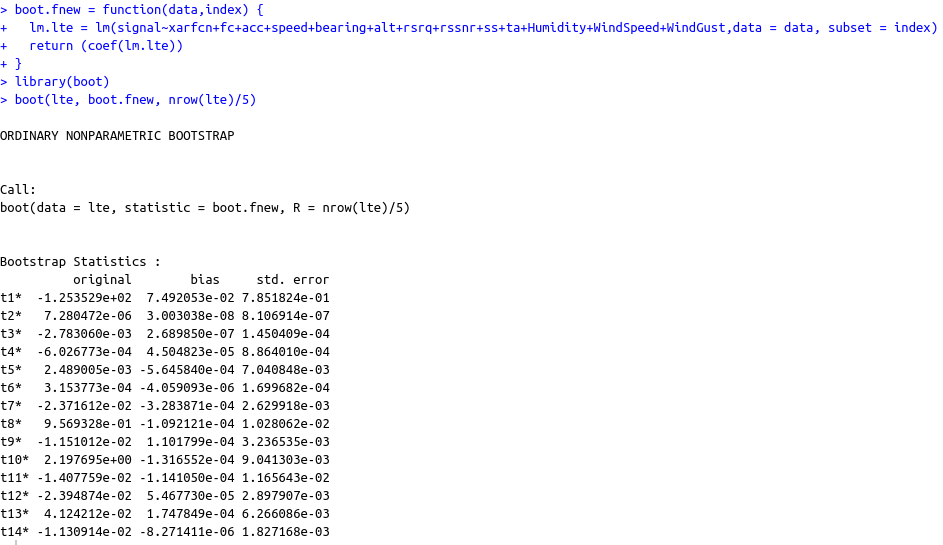 > boot.fnew = function(data,index) {
+   lm.lte = lm(signal~xarfcn+fc+acc+speed+bearing+alt+rsrq+rssnr+ss+ta+Humidity+WindSpeed+WindGust,data = data, subset = index)
+   return (coef(lm.lte))
+ }
> library(boot)
> boot(lte, boot.fnew, nrow(lte)/5)
ORDINARY NONPARAMETRIC BOOTSTRAP
Call:
boot(data = lte, statistic = boot.fnew, R = nrow(lte)/5)
Bootstrap Statistics :
          original        bias     std. error
t1*  -1.253529e+02  7.492053e-02 7.851824e-01
t2*   7.280472e-06  3.003038e-08 8.106914e-07
t3*  -2.783060e-03  2.689850e-07 1.450409e-04
t4*  -6.026773e-04  4.504823e-05 8.864010e-04
t5*   2.489005e-03 -5.645840e-04 7.040848e-03
t6*   3.153773e-04 -4.059093e-06 1.699682e-04
t7*  -2.371612e-02 -3.283871e-04 2.629918e-03
t8*   9.569328e-01 -1.092121e-04 1.028062e-02
t9*  -1.151012e-02  1.101799e-04 3.236535e-03
t10*  2.197695e+00 -1.316552e-04 9.041303e-03
t11* -1.407759e-02 -1.141050e-04 1.165643e-02
t12* -2.394874e-02  5.467730e-05 2.897907e-03
t13*  4.124212e-02  1.747849e-04 6.266086e-03
t14* -1.130914e-02 -8.271411e-06 1.827168e-03